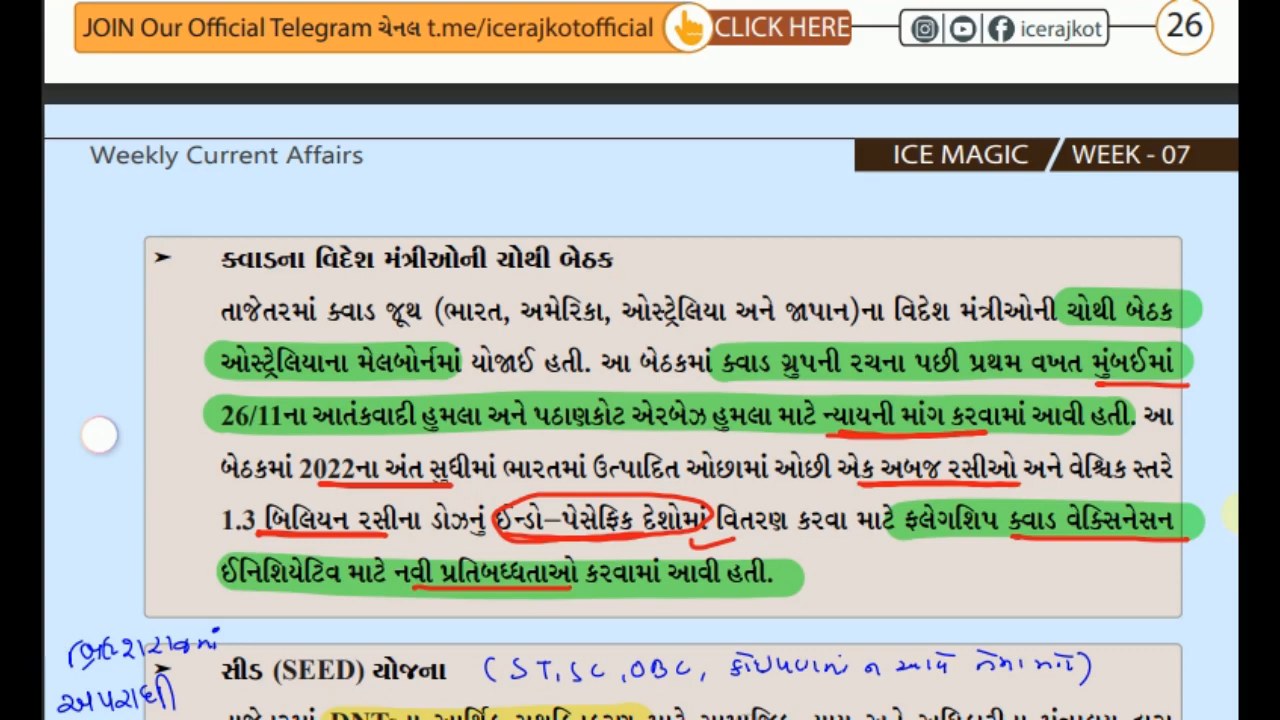 JOIN Our Official Telegram ચેનલ t.me/icerajkotofficial CLICK HERE icerajkot 26
Weekly Current Affairs ICE MAGIC / WEEK - 07
➤ ક્વાડના વિદેશ મંત્રીઓની ચોથી બેઠક
તાજેતરમાં ક્વાડ જૂથ (ભારત, અમેરિકા, ઓસ્ટ્રેલિયા અને જાપાન)ના વિદેશ મંત્રીઓની ચોથી બેઠક
ઓસ્ટ્રેલિયાના મેલબોર્નમાં યોજાઈ હતી. આ બેઠકમાં ક્વાડ ગ્રુપની રચના પછી પ્રથમ વખત મુંબઈમાં
26/11ના આતંકવાદી હુમલા અને પઠાણકોટ એરબેઝ હુમલા માટે ન્યાયની માંગ કરવામાં આવી હતી. આ
બેઠકમાં 2022ના અંત સુધીમાં ભારતમાં ઉત્પાદિત ઓછામાં ઓછી એક અબજ રસીઓ અને વેશ્વિક સ્તરે
1.3 બિલિયન રસીના ડોઝનું ઈન્ડો–પેસેફિક દેશોમાં વિતરણ કરવા માટે ફ્લેગશિપ ક્વાડ વેક્સિનેસન
ઈનિશિયેટિવ માટે નવી પ્રતિબધ્ધતાઓ કરવામાં આવી હતી.
➤ સીડ (SEED) યોજના (ST, SC, OBC,